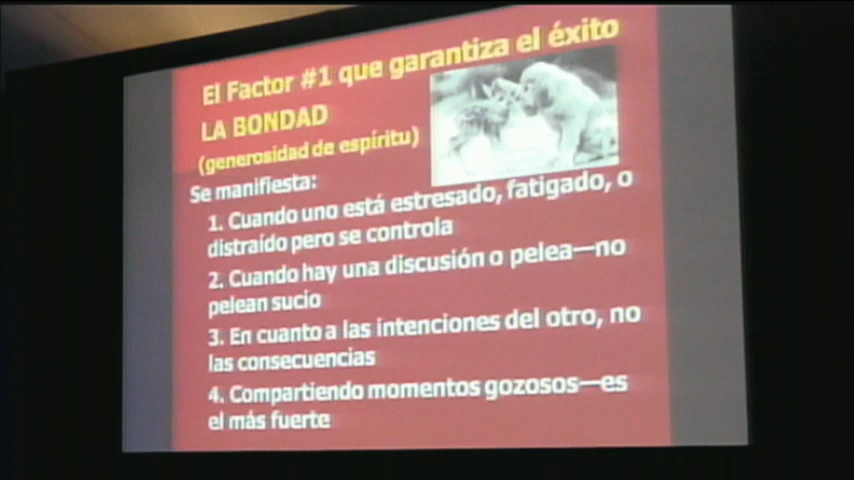 El Factor #1 que garantiza el éxito
LA BONDAD
(generosidad de espíritu)
Se manifiesta:
1. Cuando uno está estresado, fatigado, o
distraído pero se controla
2. Cuando hay una discusión o pelea—no
pelean sucio
3. En cuanto a las intenciones del otro, no
las consecuencias
4. Compartiendo momentos gozosos—es
el más fuerte